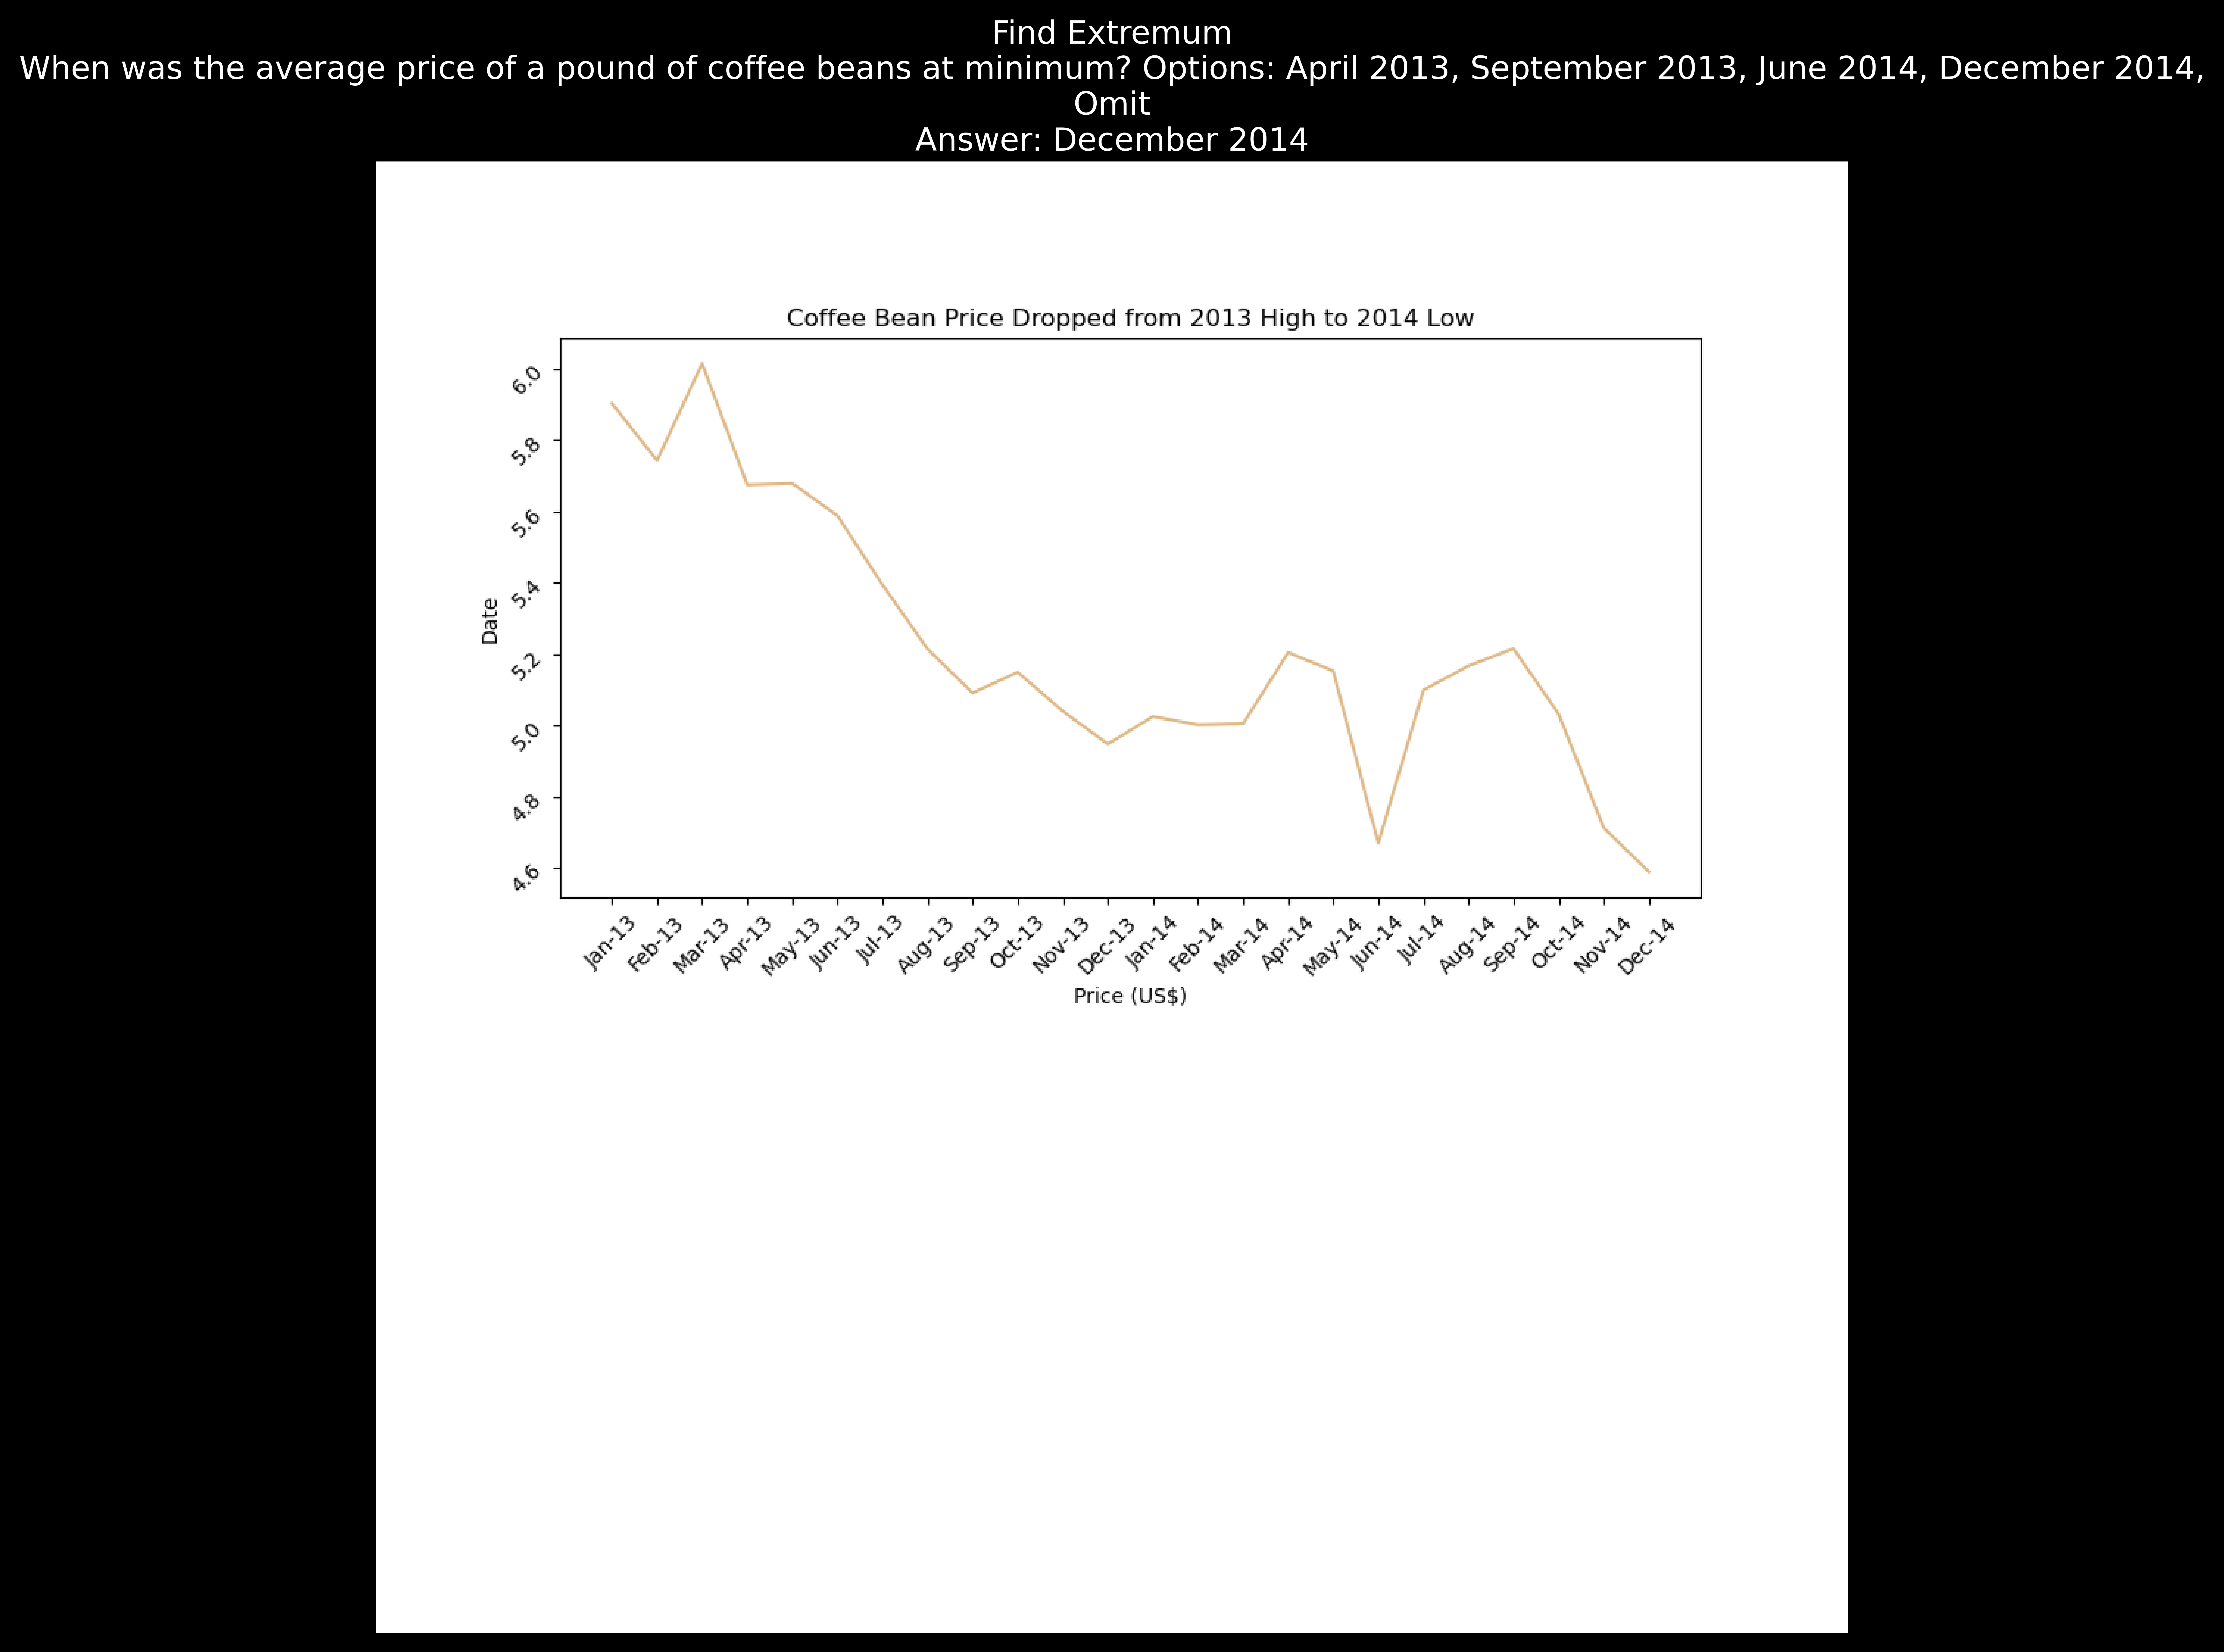 Find Extremum
When was the average price of a pound of coffee beans at minimum? Options: April 2013, September 2013, June 2014, December 2014,
Omit
Answer: December 2014
Coffee Bean Price Dropped from 2013 High to 2014 Low
6.0
5.8
5.6
5.4
5.2
5.0
4.8
4.6
Date
Jan-13
Feb-13
Mar-13
Apr-13
May-13
Jun-13
Jul-13
Aug-13
Sep-13
Oct-13
Nov-13
Dec-13
Jan-14
Feb-14
Mar-14
Apr-14
May-14
Jun-14
Jul-14
Aug-14
Sep-14
Oct-14
Nov-14
Dec-14
Price (US$)